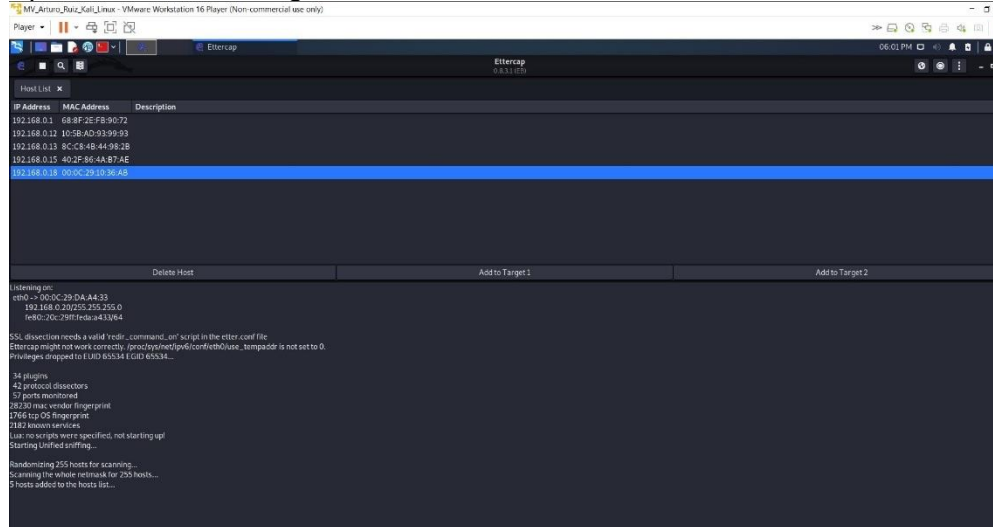 MV_Arturo_Ruiz_Kali_Linux - VMware Workstation 16 Player (Non-commercial use only)
Player
Ettercap
06:01 PM
Ettercap
0.8.3.1 (EB)
Host List
IP Address MAC Address Description
192.168.0.1 68:8F:2E:FB:90:72
192.168.0.12 10:5B:AD:93:99:93
192.168.0.13 8C:C8:4B:44:98:2B
192.168.0.15 40:2F:86:4A:B7:AE
192.168.0.18 00:0C:29:10:36:AB
Delete Host Add to Target 1 Add to Target 2
Listening on:
eth0 -> 00:0C:29:DA:A4:33
192.168.0.20/255.255.255.0
fe80::20c:29ff:feda:a433/64
SSL dissection needs a valid 'redir_command_on' script in the etter.conf file
Ettercap might not work correctly. /proc/sys/net/ipv6/conf/eth0/use_tempaddr is not set to 0.
Privileges dropped to EUID 65534 EGID 65534...
34 plugins
42 protocol dissectors
57 ports monitored
28230 mac vendor fingerprint
1766 tcp OS fingerprint
2182 known services
Lua: no scripts were specified, not starting up!
Starting Unified sniffing...
Randomizing 255 hosts for scanning...
Scanning the whole netmask for 255 hosts...
5 hosts added to the hosts list...